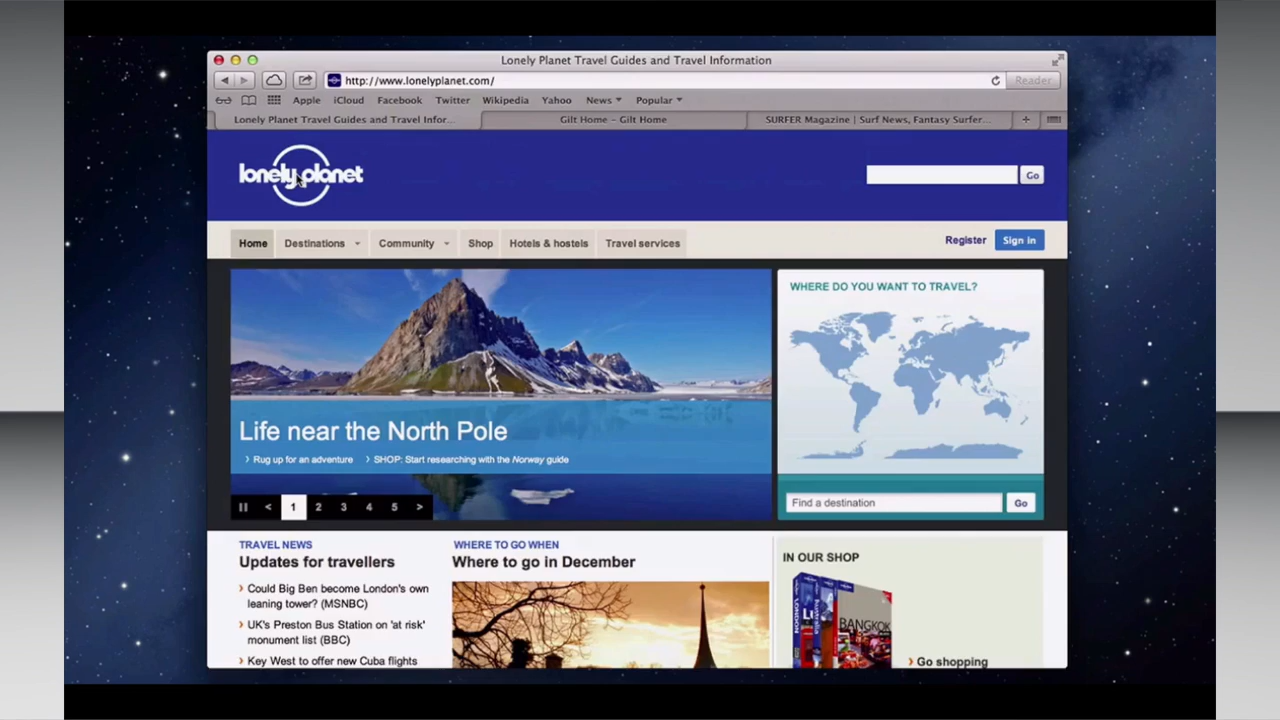 Lonely Planet Travel Guides and Travel Information
http://www.lonelyplanet.com/
Reader
Apple iCloud Facebook Twitter Wikipedia Yahoo News Popular
Lonely Planet Travel Guides and Travel Infor...
Gilt Home – Gilt Home
SURFER Magazine | Surf News, Fantasy Surfer...
lonely planet
Go
Home Destinations Community Shop Hotels & hostels Travel services
Register Sign in
Life near the North Pole
Rug up for an adventure SHOP: Start researching with the Norway guide
< 1 2 3 4 5 >
WHERE DO YOU WANT TO TRAVEL?
Find a destination Go
TRAVEL NEWS
Updates for travellers
Could Big Ben become London's own
leaning tower? (MSNBC)
UK's Preston Bus Station on 'at risk'
monument list (BBC)
Key West to offer new Cuba flights
WHERE TO GO WHEN
Where to go in December
IN OUR SHOP
LONDON
BANGKOK
Go shopping